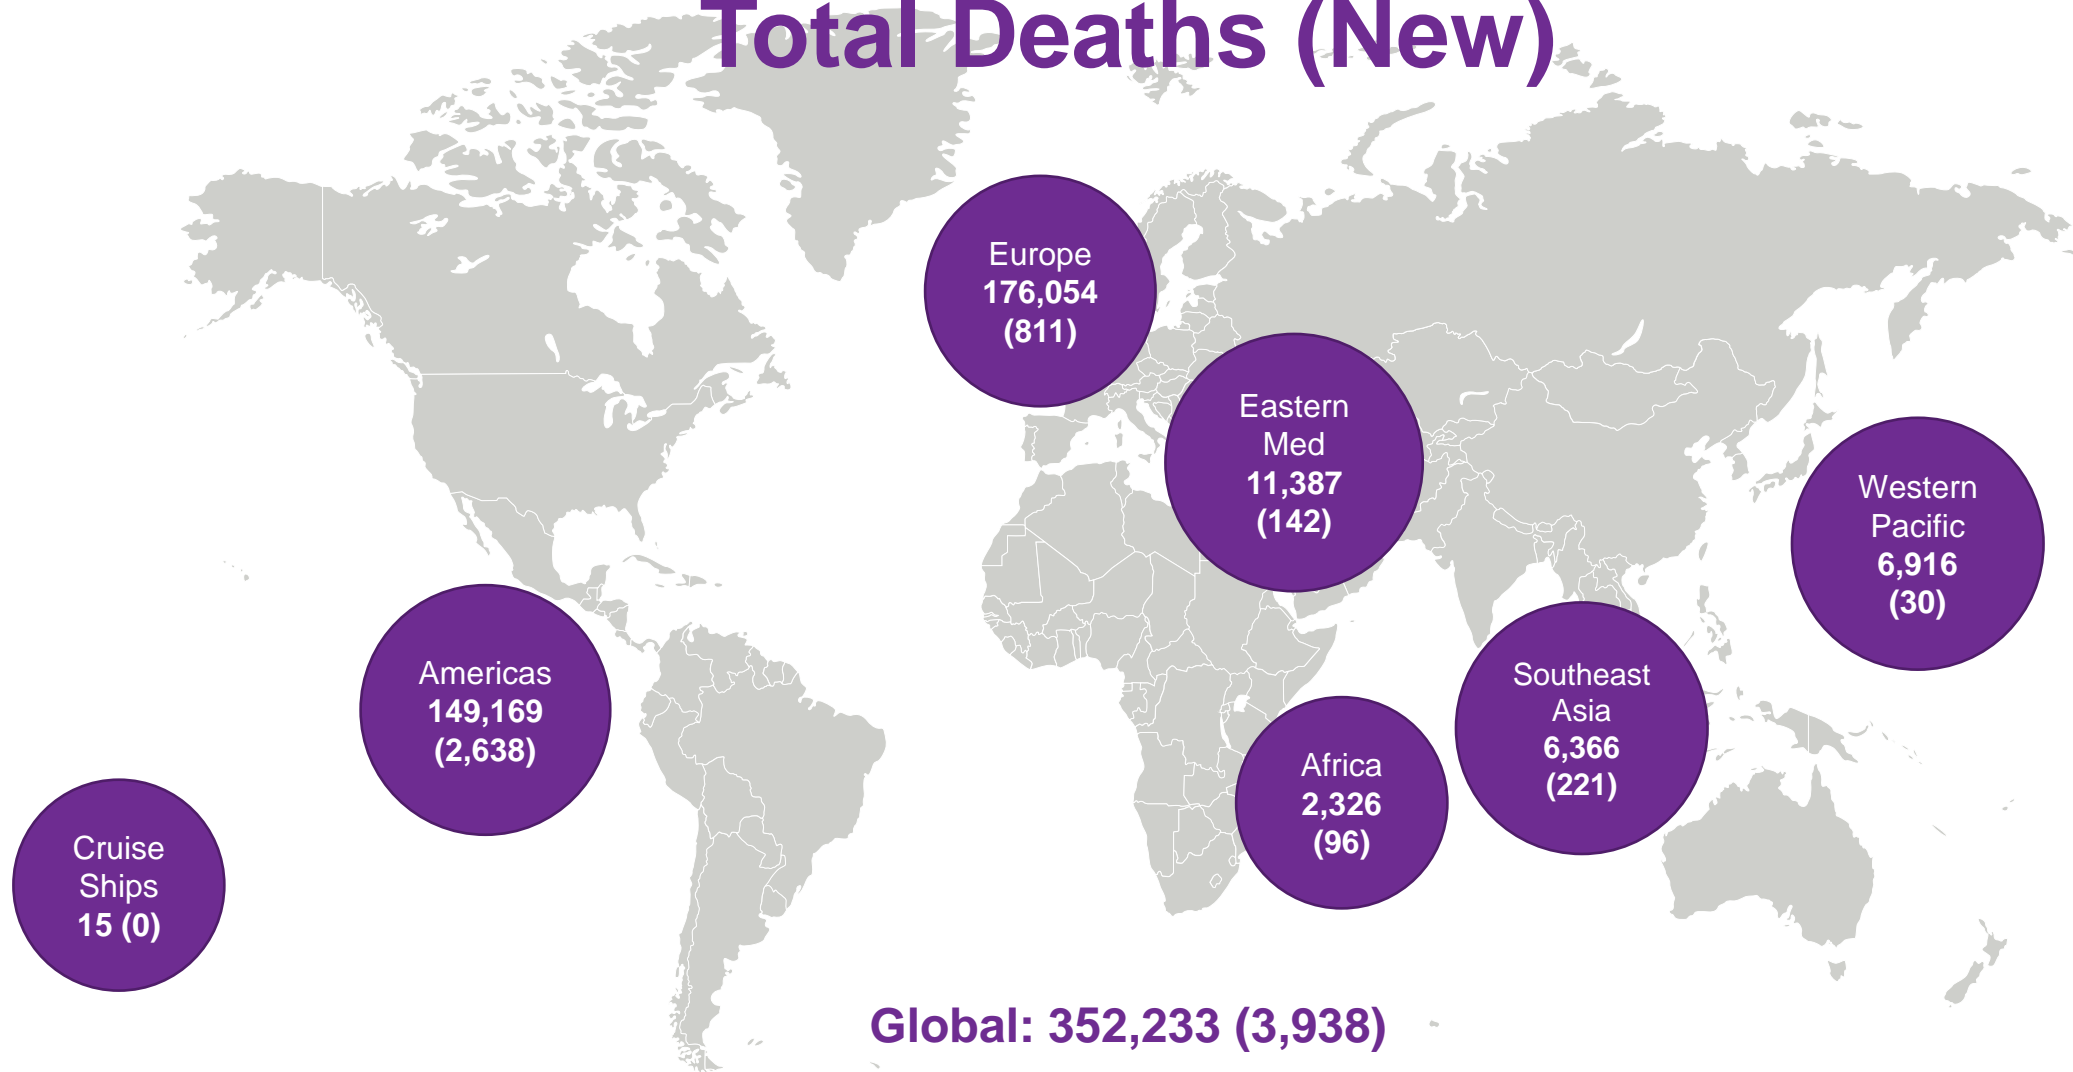 Total Deaths (New)
Europe
176,054
(811)
Eastern
Med
11,387
(142)
Western
Pacific
6,916
(30)
Americas
149,169
(2,638)
Southeast
Asia
6,366
(221)
Africa
2,326
(96)
Cruise
Ships
15 (0)
Global: 352,233 (3,938)